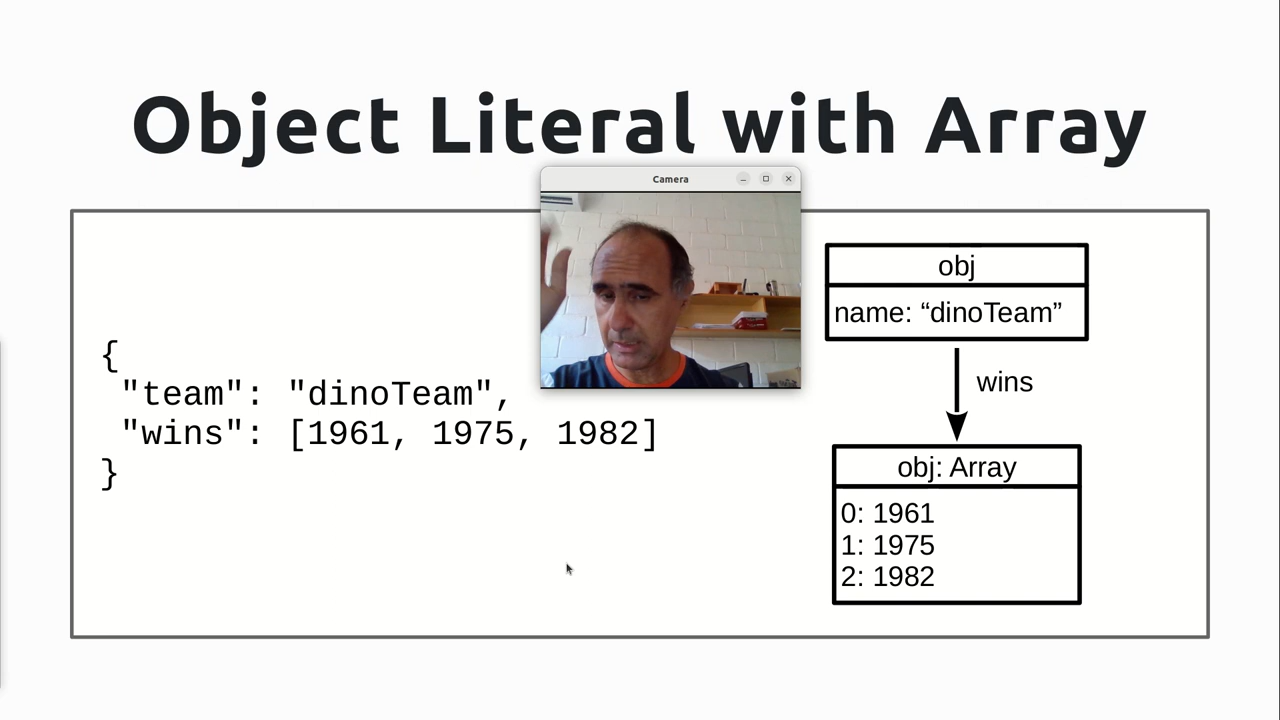 Object Literal with Array
Camera
{
"team": "dinoTeam",
"wins": [1961, 1975, 1982]
}
obj
name: “dinoTeam”
wins
obj: Array
0: 1961
1: 1975
2: 1982